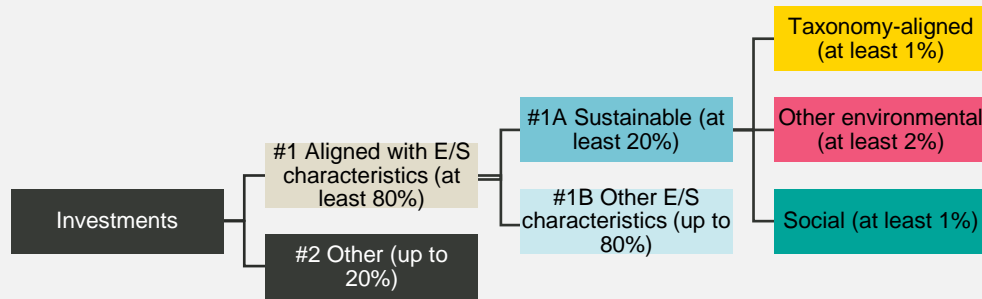 Investments
#1 Aligned with E/S
characteristics (at
least 80%)
#2 Other (up to
20%)
#1A Sustainable (at
least 20%)
#1B Other E/S
characteristics (up to
80%)
Taxonomy-aligned
(at least 1%)
Other environmental
(at least 2%)
Social (at least 1%)